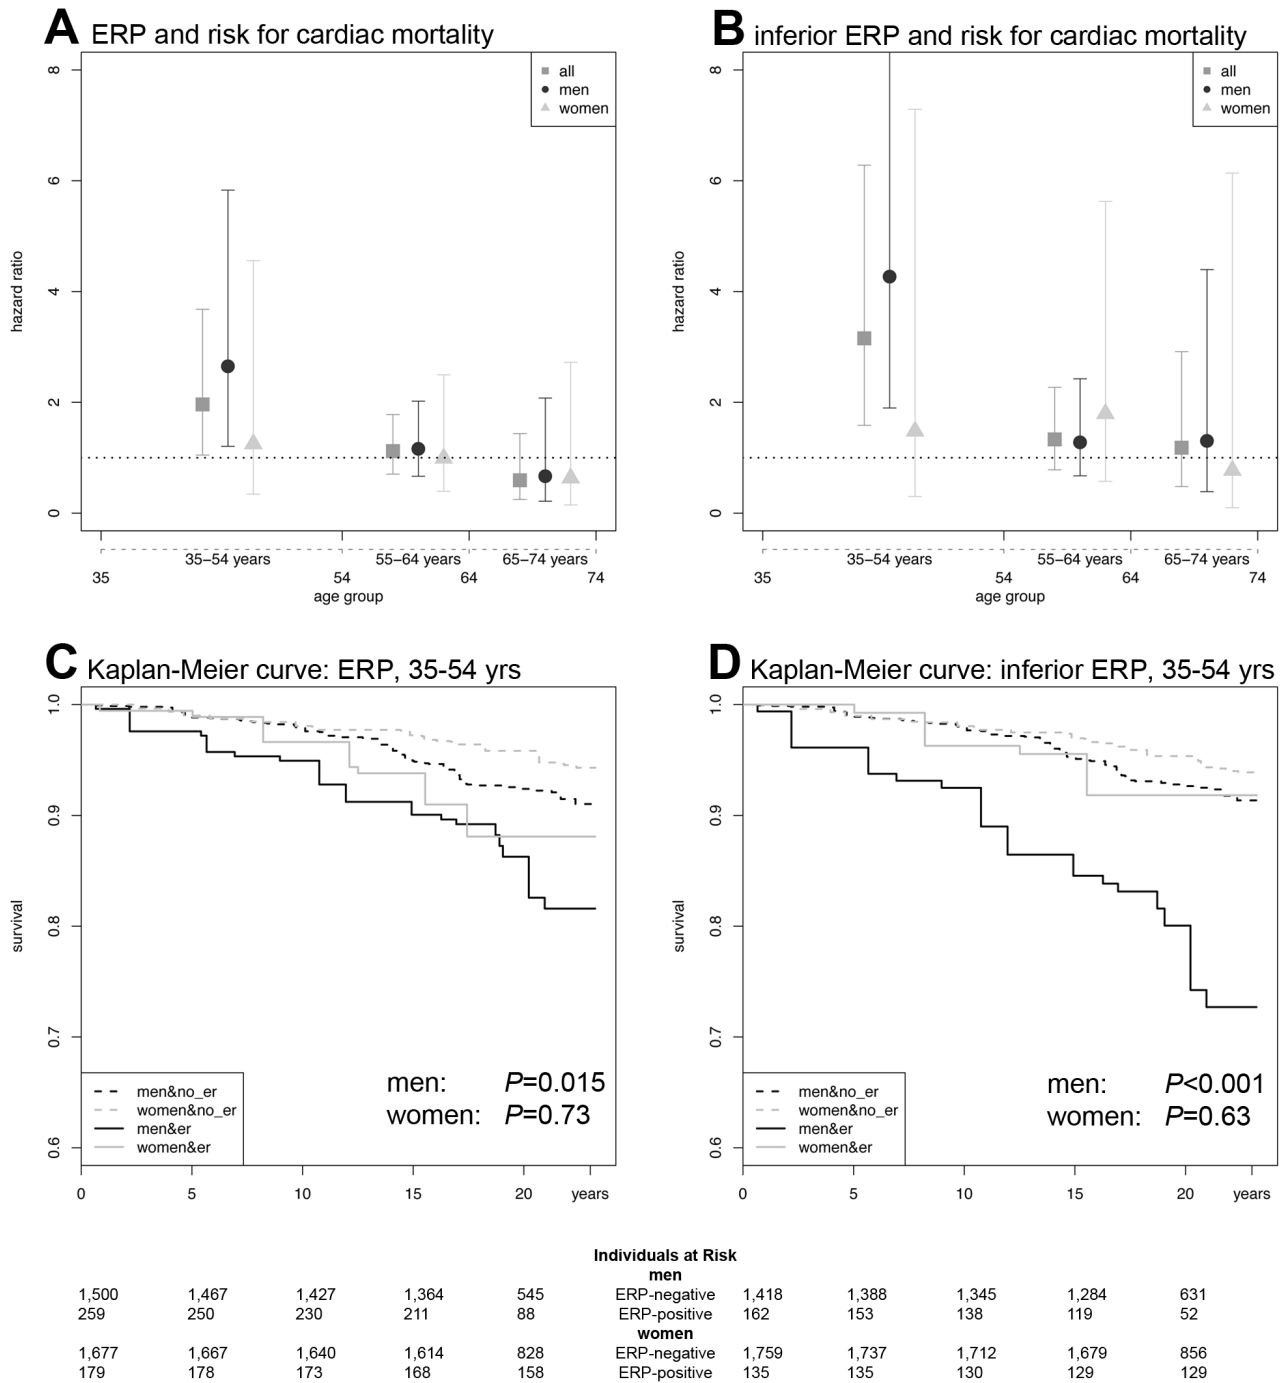 A ERP and risk for cardiac mortality
8
6
4
2
0
hazard ratio
all
men
women
35–54 years
55–64 years
65–74 years
35
54
64
74
age group
B inferior ERP and risk for cardiac mortality
8
6
4
2
0
hazard ratio
all
men
women
35–54 years
55–64 years
65–74 years
35
54
64
74
age group
C Kaplan-Meier curve: ERP, 35-54 yrs
1.0
0.9
0.8
0.7
0.6
survival
men&no_er
women&no_er
men&er
women&er
men: P=0.015
women: P=0.73
0 5 10 15 20 years
D Kaplan-Meier curve: inferior ERP, 35-54 yrs
1.0
0.9
0.8
0.7
0.6
survival
men&no_er
women&no_er
men&er
women&er
men: P<0.001
women: P=0.63
0 5 10 15 20 years
Individuals at Risk
men
1,500 1,467 1,427 1,364 545 ERP-negative 1,418 1,388 1,345 1,284 631
259 250 230 211 88 ERP-positive 162 153 138 119 52
women
1,677 1,667 1,640 1,614 828 ERP-negative 1,759 1,737 1,712 1,679 856
179 178 173 168 158 ERP-positive 135 135 130 129 129